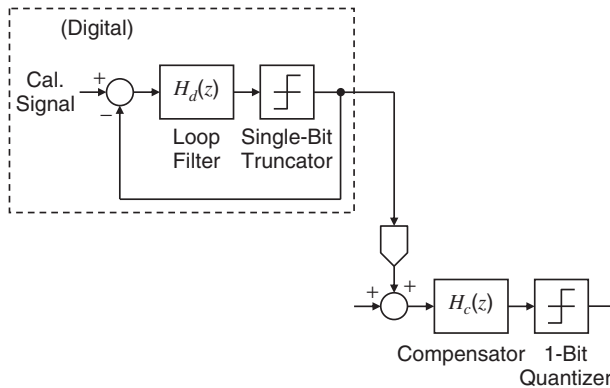 (Digital)
Cal.
Signal
+
−
H_d(z)
Loop
Filter
Single-Bit
Truncator
+
+
H_c(z)
Compensator
1-Bit
Quantizer